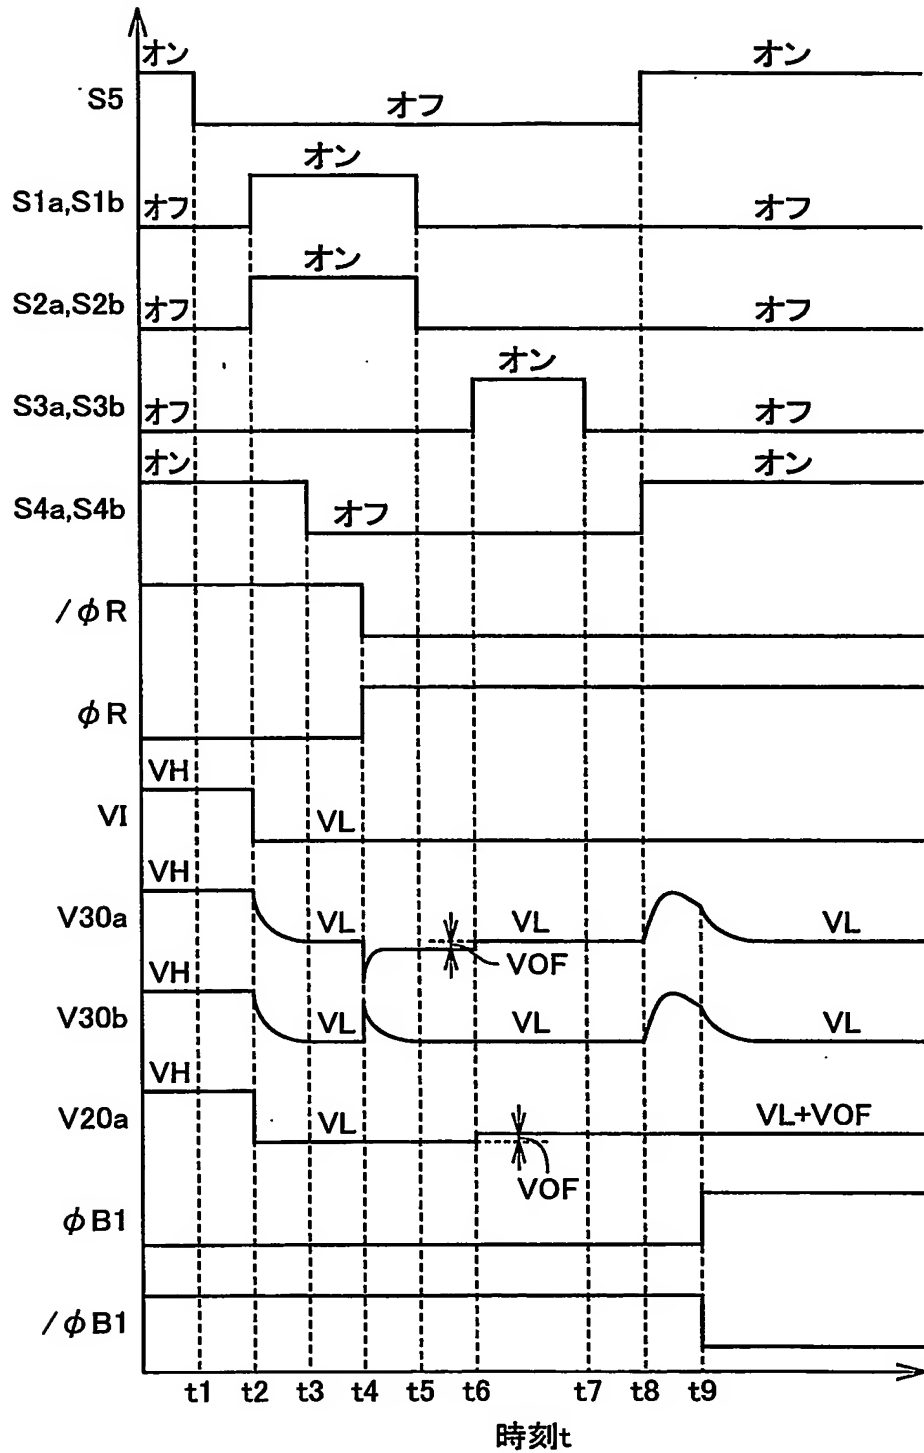 オン オン
S5 オフ
オン
S1a,S1b オフ オフ
オン
S2a,S2b オフ オフ
オン
S3a,S3b オフ オフ
オン オン
S4a,S4b オフ
/φR
φR
VH
VI VL
VH
V30a VL VL VL
VOF
VH
V30b VL VL VL
VH
V20a VL VL+VOF
VOF
φB1
/φB1
t1 t2 t3 t4 t5 t6 t7 t8 t9
時刻t